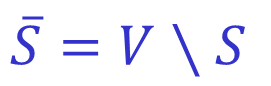 S̄ = V \ S